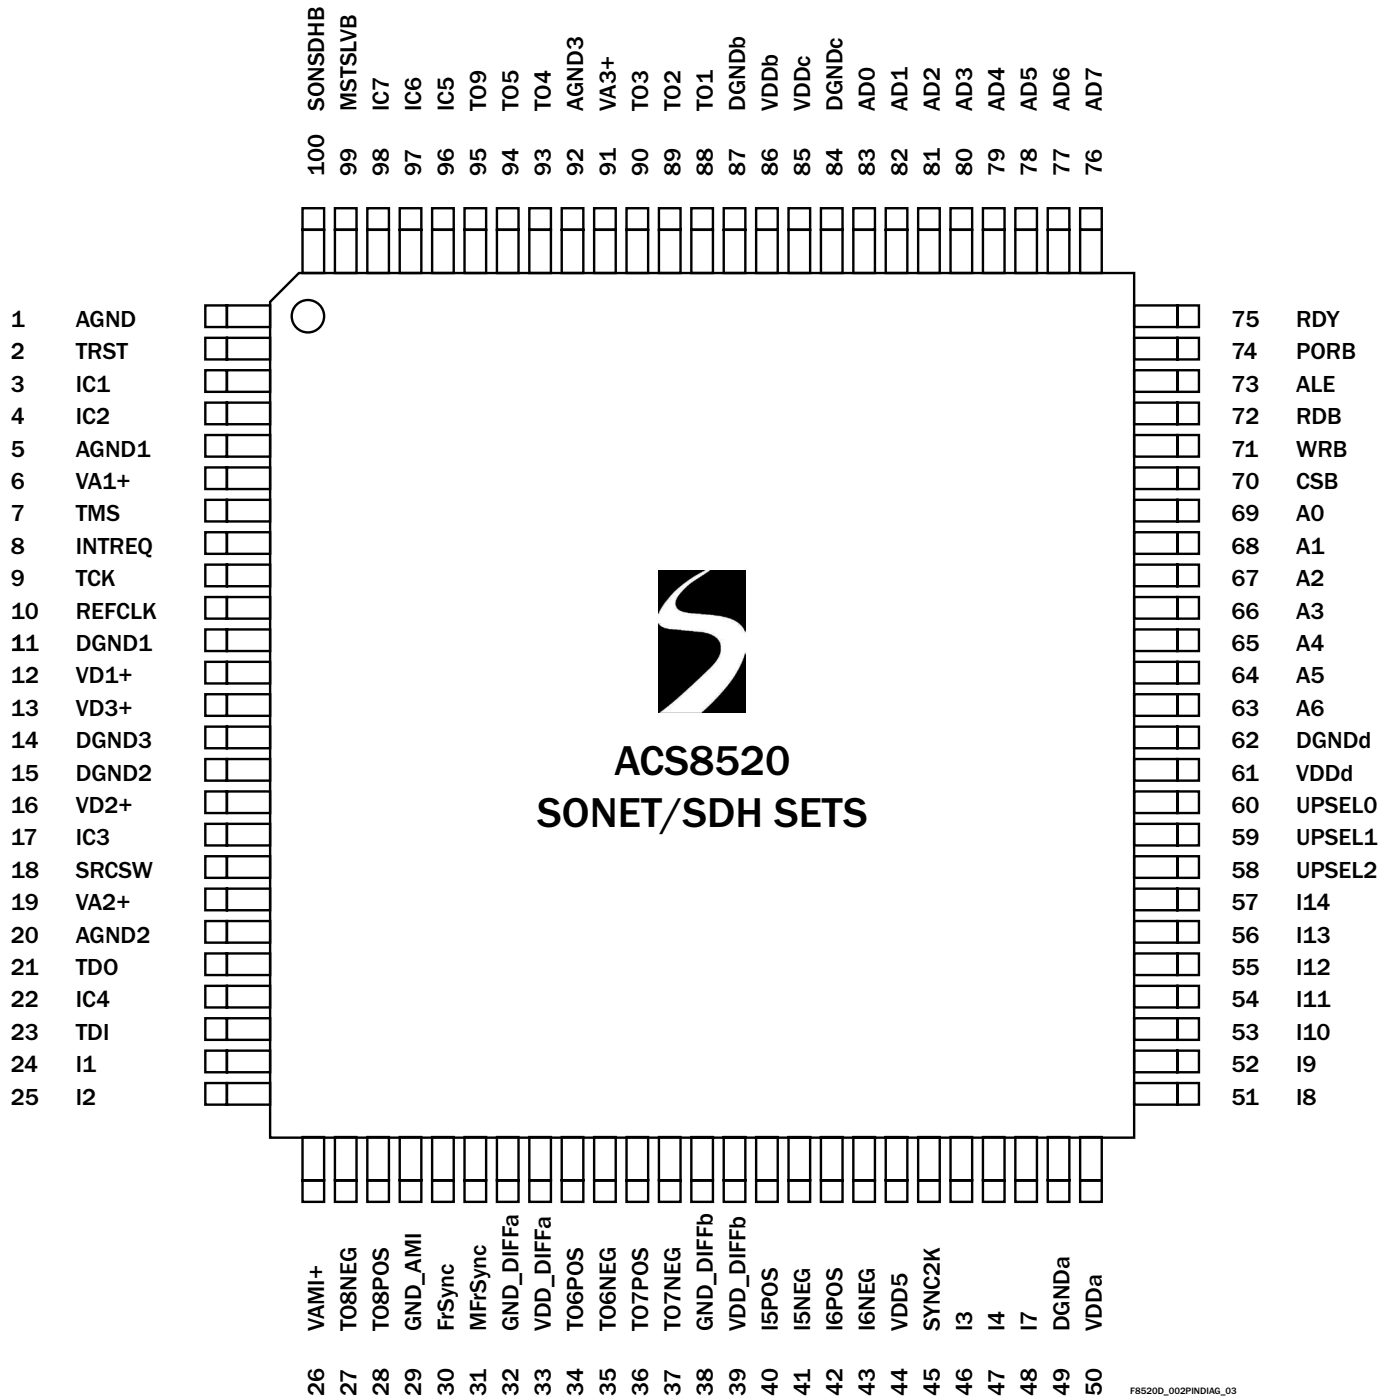 100 SONSDHB
99 MSTSLVB
98 IC7
97 IC6
96 IC5
95 TO9
94 TO5
93 TO4
92 AGND3
91 VA3+
90 TO3
89 TO2
88 TO1
87 DGNDb
86 VDDb
85 VDDc
84 DGNDc
83 AD0
82 AD1
81 AD2
80 AD3
79 AD4
78 AD5
77 AD6
76 AD7
1 AGND
2 TRST
3 IC1
4 IC2
5 AGND1
6 VA1+
7 TMS
8 INTREQ
9 TCK
10 REFCLK
11 DGND1
12 VD1+
13 VD3+
14 DGND3
15 DGND2
16 VD2+
17 IC3
18 SRCSW
19 VA2+
20 AGND2
21 TDO
22 IC4
23 TDI
24 I1
25 I2
ACS8520
SONET/SDH SETS
75 RDY
74 PORB
73 ALE
72 RDB
71 WRB
70 CSB
69 A0
68 A1
67 A2
66 A3
65 A4
64 A5
63 A6
62 DGNDd
61 VDDd
60 UPSEL0
59 UPSEL1
58 UPSEL2
57 I14
56 I13
55 I12
54 I11
53 I10
52 I9
51 I8
26 VAMI+
27 TO8NEG
28 TO8POS
29 GND_AMI
30 FrSync
31 MFrSync
32 GND_DIFFa
33 VDD_DIFFa
34 TO6POS
35 TO6NEG
36 TO7POS
37 TO7NEG
38 GND_DIFFb
39 VDD_DIFFb
40 I5POS
41 I5NEG
42 I6POS
43 I6NEG
44 VDD5
45 SYNC2K
46 I3
47 I4
48 I7
49 DGNDa
50 VDDa
F8520D_002PINDIAG_03